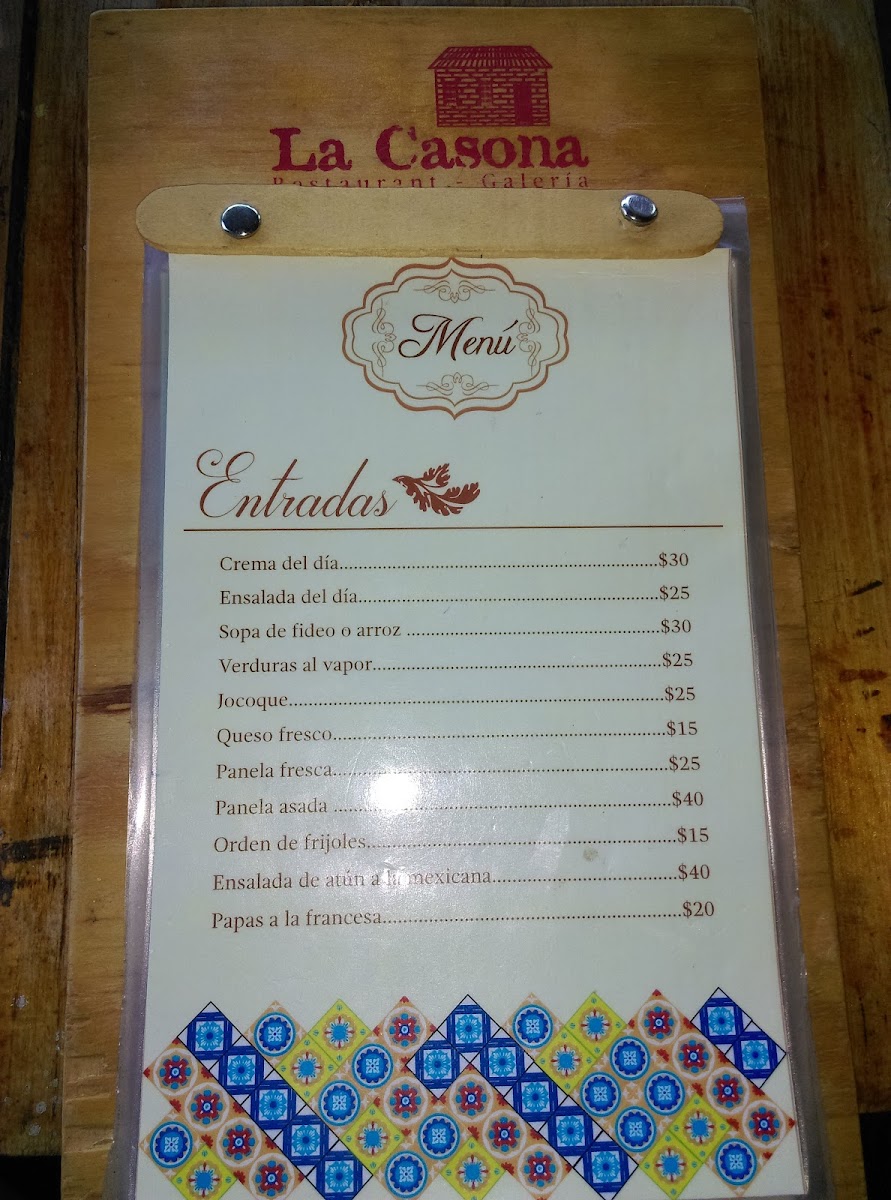 La Casona
Restaurant - Galería
Menú
Entradas
Crema del día....................$30
Ensalada del día....................$25
Sopa de fideo o arroz ....................$30
Verduras al vapor....................$25
Jocoque....................$25
Queso fresco....................$15
Panela fresca....................$25
Panela asada ....................$40
Orden de frijoles....................$15
Ensalada de atún a la mexicana....................$40
Papas a la francesa....................$20